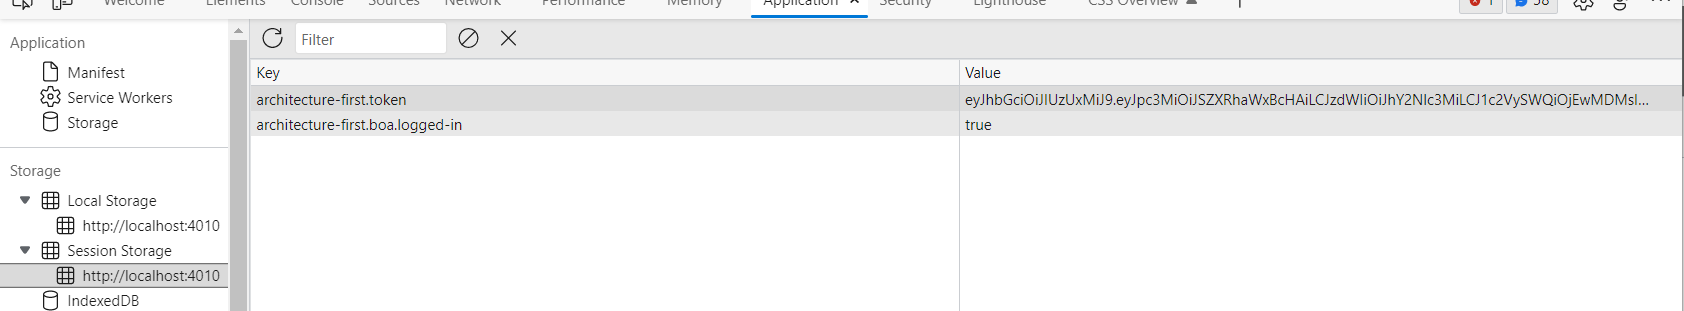 Welcome Elements Console Sources Network Performance Memory Application Security Lighthouse CSS Overview 1 58
Application
Manifest
Service Workers
Storage
Storage
Local Storage
http://localhost:4010
Session Storage
http://localhost:4010
IndexedDB
Filter
Key Value
architecture-first.token eyJhbGciOiJIUzUxMiJ9.eyJpc3MiOiJSZXRhaWxBcHAiLCJzdWIiOiJhY2Nlc3MiLCJ1c2VySWQiOjEwMDMsI...
architecture-first.boa.logged-in true